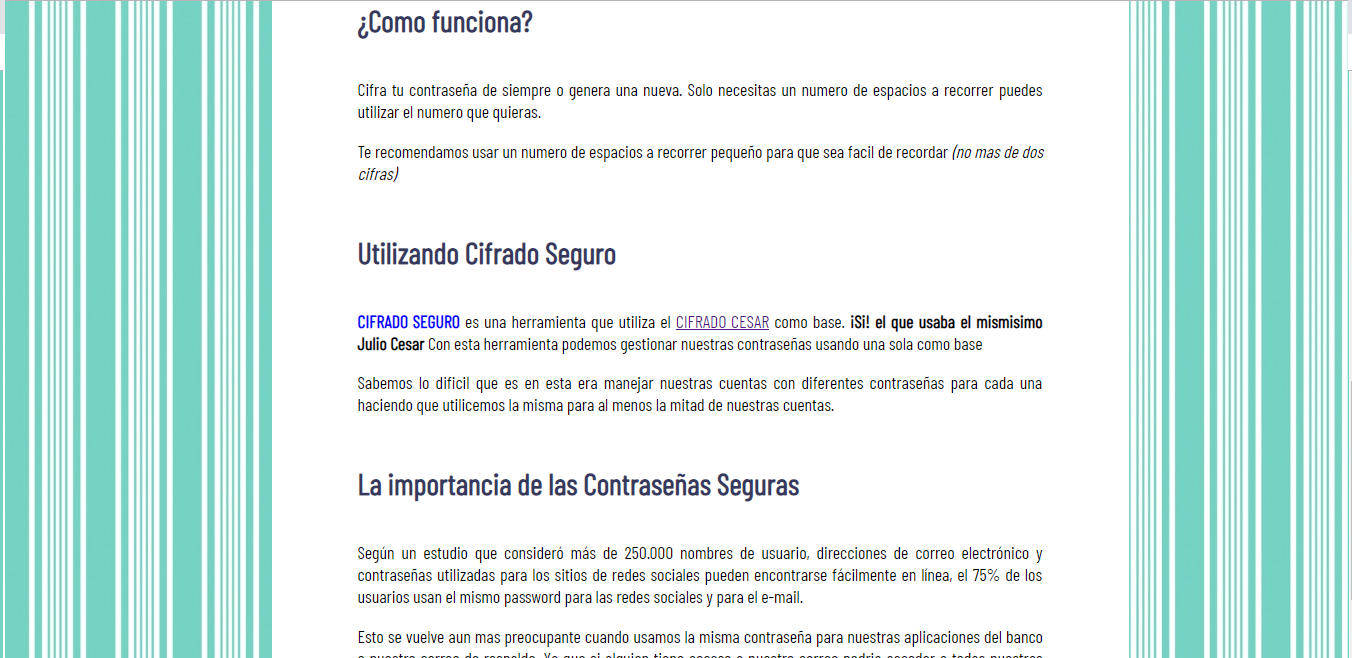 ¿Como funciona?
Cifra tu contraseña de siempre o genera una nueva. Solo necesitas un numero de espacios a recorrer puedes
utilizar el numero que quieras.
Te recomendamos usar un numero de espacios a recorrer pequeño para que sea facil de recordar (no mas de dos
cifras)
Utilizando Cifrado Seguro
CIFRADO SEGURO es una herramienta que utiliza el CIFRADO CESAR como base. ¡Si! el que usaba el mismisimo
Julio Cesar Con esta herramienta podemos gestionar nuestras contraseñas usando una sola como base
Sabemos lo dificil que es en esta era manejar nuestras cuentas con diferentes contraseñas para cada una
haciendo que utilicemos la misma para al menos la mitad de nuestras cuentas.
La importancia de las Contraseñas Seguras
Según un estudio que consideró más de 250.000 nombres de usuario, direcciones de correo electrónico y
contraseñas utilizadas para los sitios de redes sociales pueden encontrarse fácilmente en línea, el 75% de los
usuarios usan el mismo password para las redes sociales y para el e-mail.
Esto se vuelve aun mas preocupante cuando usamos la misma contraseña para nuestras aplicaciones del banco